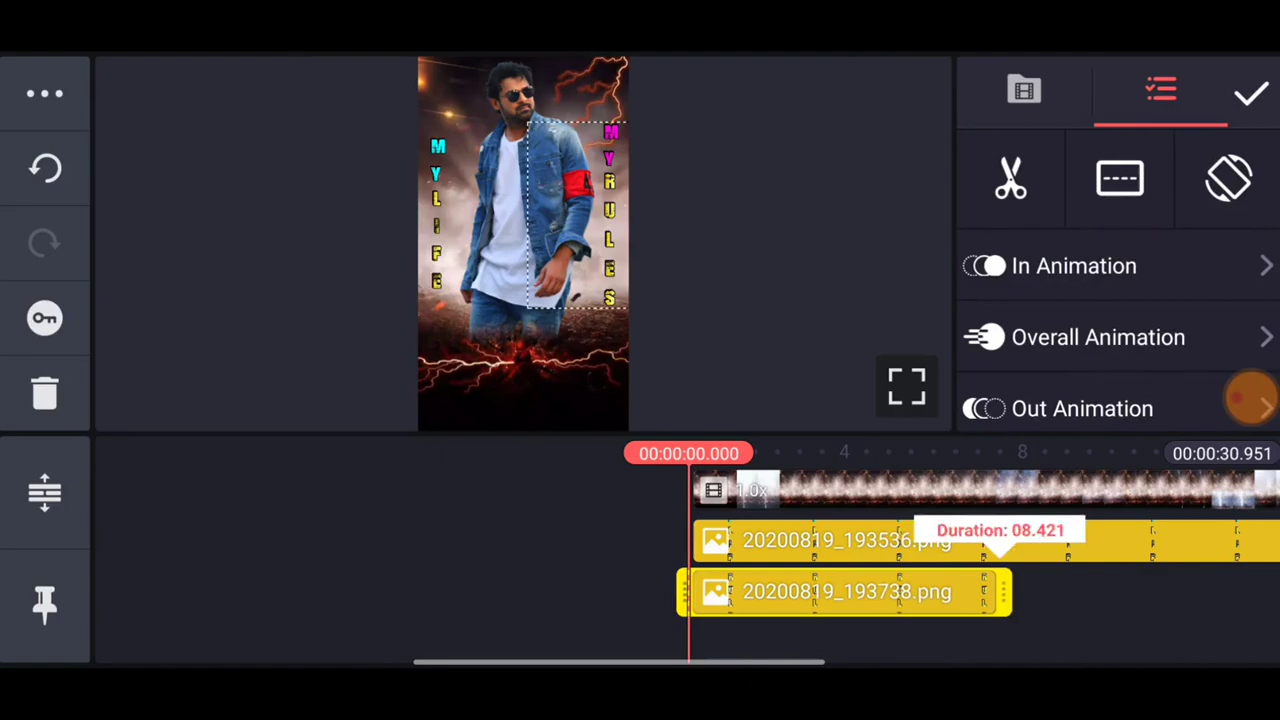 M
Y
L
I
F
E
M
Y
R
U
L
E
S
In Animation
Overall Animation
Out Animation
00:00:00.000
4
8
00:00:30.951
1.0x
Duration: 08.421
20200819_193536.png
20200819_193738.png